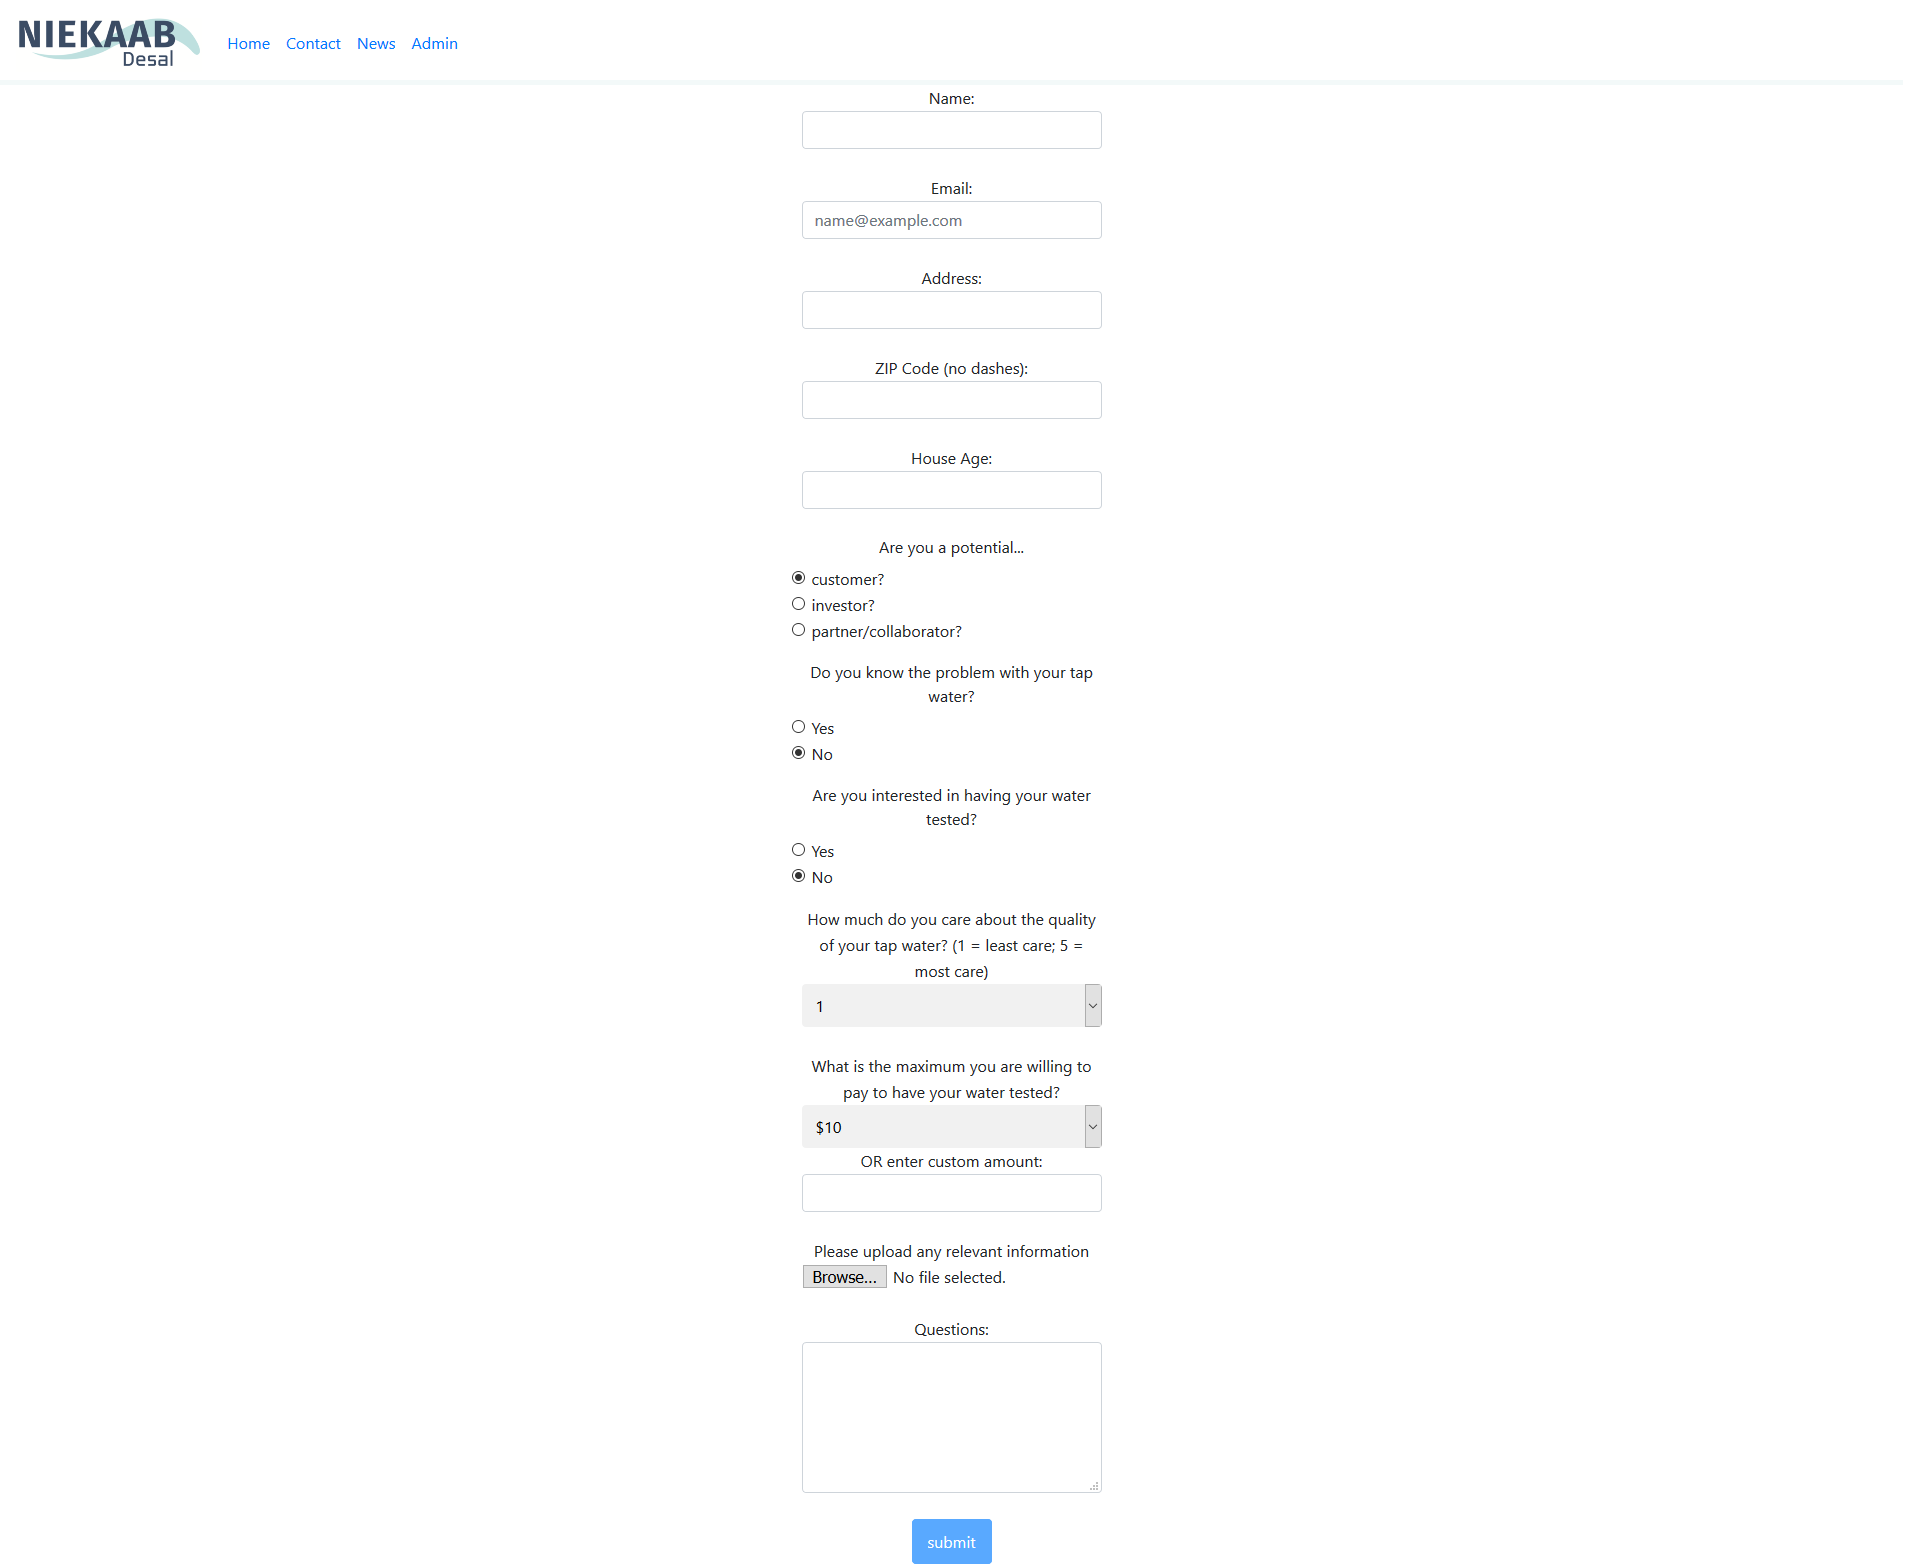 NIEKAAB
Desal
Home Contact News Admin
Name:
Email:
name@example.com
Address:
ZIP Code (no dashes):
House Age:
Are you a potential...
customer?
investor?
partner/collaborator?
Do you know the problem with your tap
water?
Yes
No
Are you interested in having your water
tested?
Yes
No
How much do you care about the quality
of your tap water? (1 = least care; 5 =
most care)
1
What is the maximum you are willing to
pay to have your water tested?
$10
OR enter custom amount:
Please upload any relevant information
Browse... No file selected.
Questions:
submit